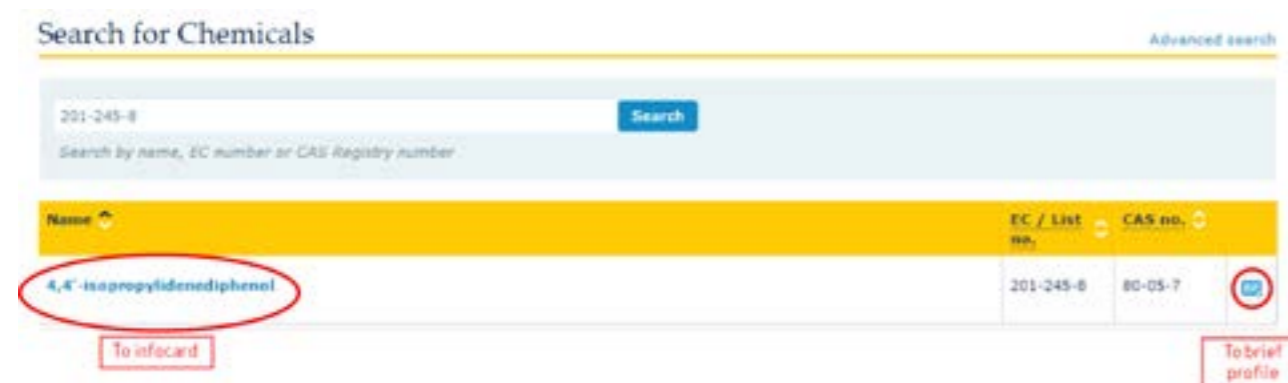 Search for Chemicals
Advanced search
201-245-8
Search
Search by name, EC number or CAS Registry number
Name
EC / List no.
CAS no.
4,4'-isopropylidenediphenol
201-245-8
80-05-7
To infocard
To brief
profile